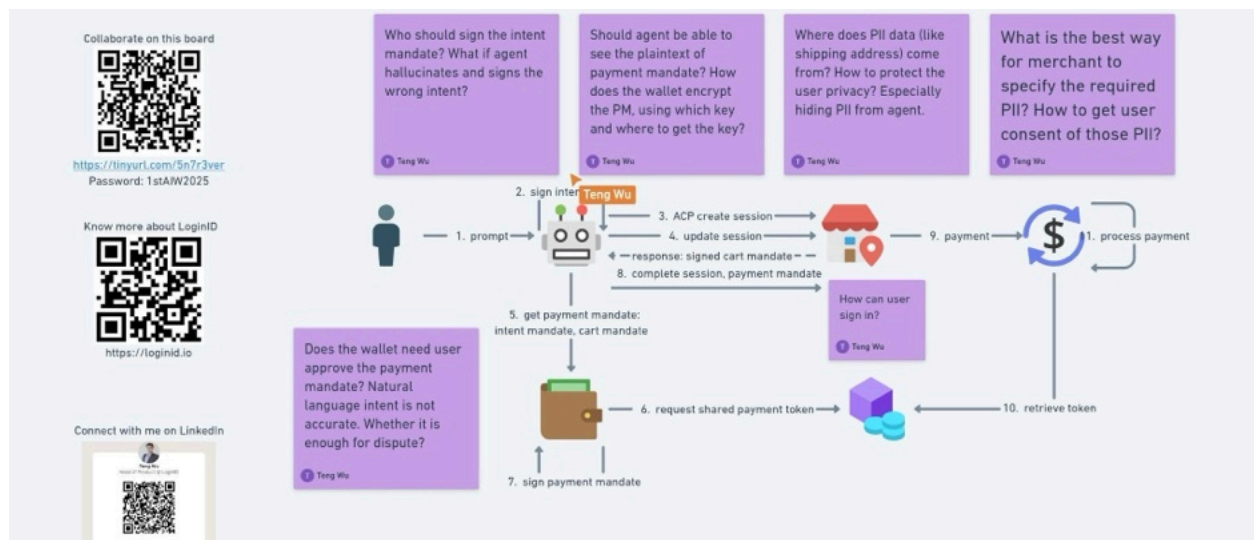 Collaborate on this board
https://tinyurl.com/5n7r3ver
Password: 1stAIW2025
Know more about LoginID
https://loginid.io
Connect with me on LinkedIn
Teng Wu
Who should sign the intent
mandate? What if agent
hallucinates and signs the
wrong intent?
T Teng Wu
Should agent be able to
see the plaintext of
payment mandate? How
does the wallet encrypt
the PM, using which key
and where to get the key?
T Teng Wu
Where does PII data (like
shipping address) come
from? How to protect the
user privacy? Especially
hiding PII from agent.
T Teng Wu
What is the best way
for merchant to
specify the required
PII? How to get user
consent of those PII?
T Teng Wu
2. sign inter
Teng Wu
1. prompt
3. ACP create session
4. update session
response: signed cart mandate
8. complete session, payment mandate
9. payment
$
1. process payment
How can user
sign in?
T Teng Wu
5. get payment mandate:
intent mandate, cart mandate
Does the wallet need user
approve the payment
mandate? Natural
language intent is not
accurate. Whether it is
enough for dispute?
T Teng Wu
6. request shared payment token
10. retrieve token
7. sign payment mandate